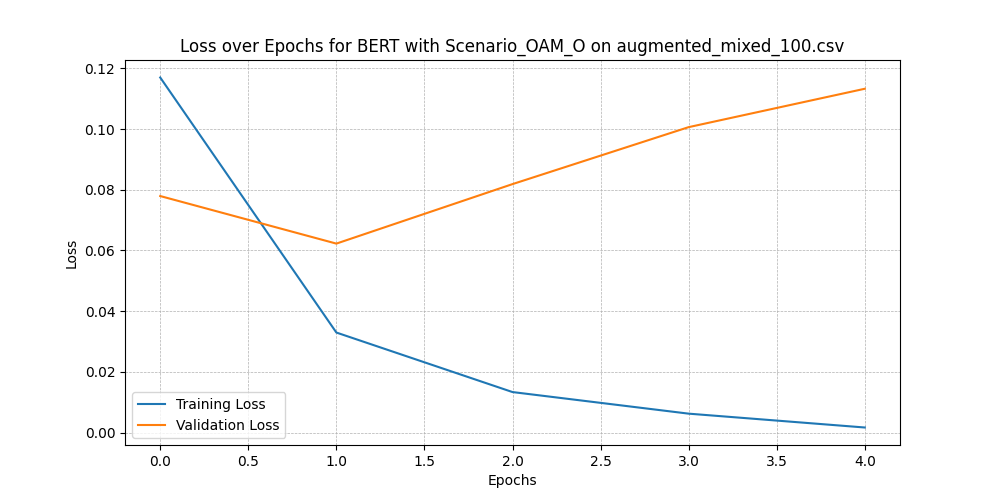 Loss over Epochs for BERT with Scenario_OAM_O on augmented_mixed_100.csv
0.12
0.10
0.08
0.06
0.04
0.02
0.00
Loss
Training Loss
Validation Loss
0.0 0.5 1.0 1.5 2.0 2.5 3.0 3.5 4.0
Epochs